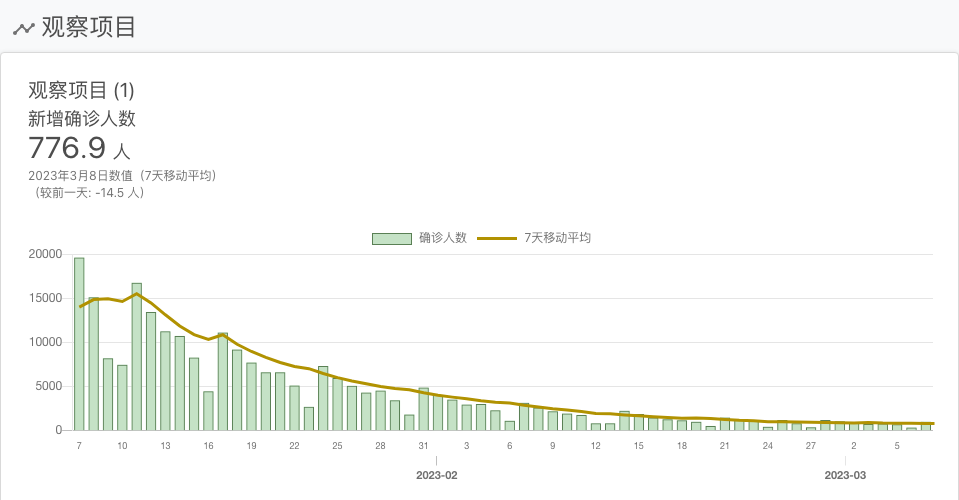 观察项目
观察项目 (1)
新增确诊人数
776.9 人
2023年3月8日数值（7天移动平均）
（较前一天: -14.5 人）
确诊人数 7天移动平均
20000
15000
10000
5000
0
7 10 13 16 19 22 25 28 31 3 6 9 12 15 18 21 24 27 2 5
2023-02 2023-03